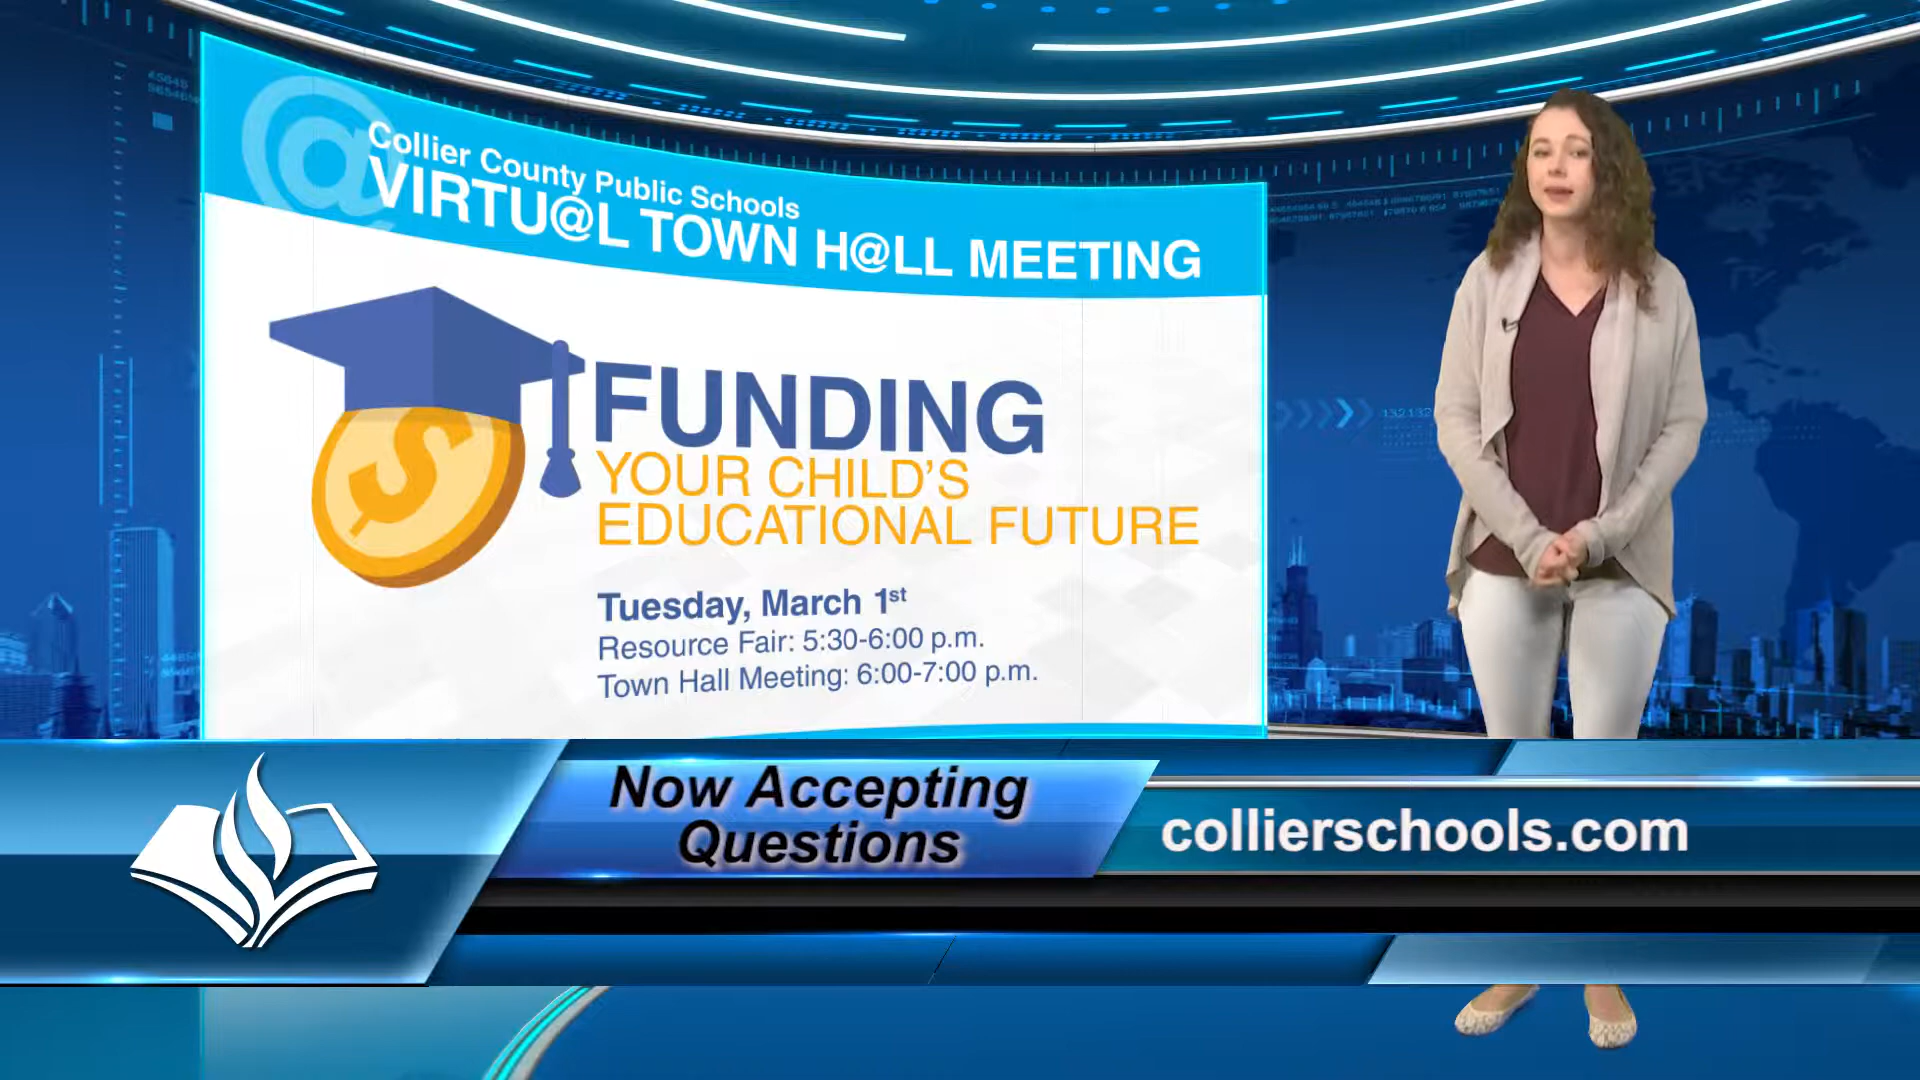 Collier County Public Schools
VIRTU@L TOWN H@LL MEETING
FUNDING
YOUR CHILD'S
EDUCATIONAL FUTURE
Tuesday, March 1st
Resource Fair: 5:30-6:00 p.m.
Town Hall Meeting: 6:00-7:00 p.m.
Now Accepting
Questions
collierschools.com